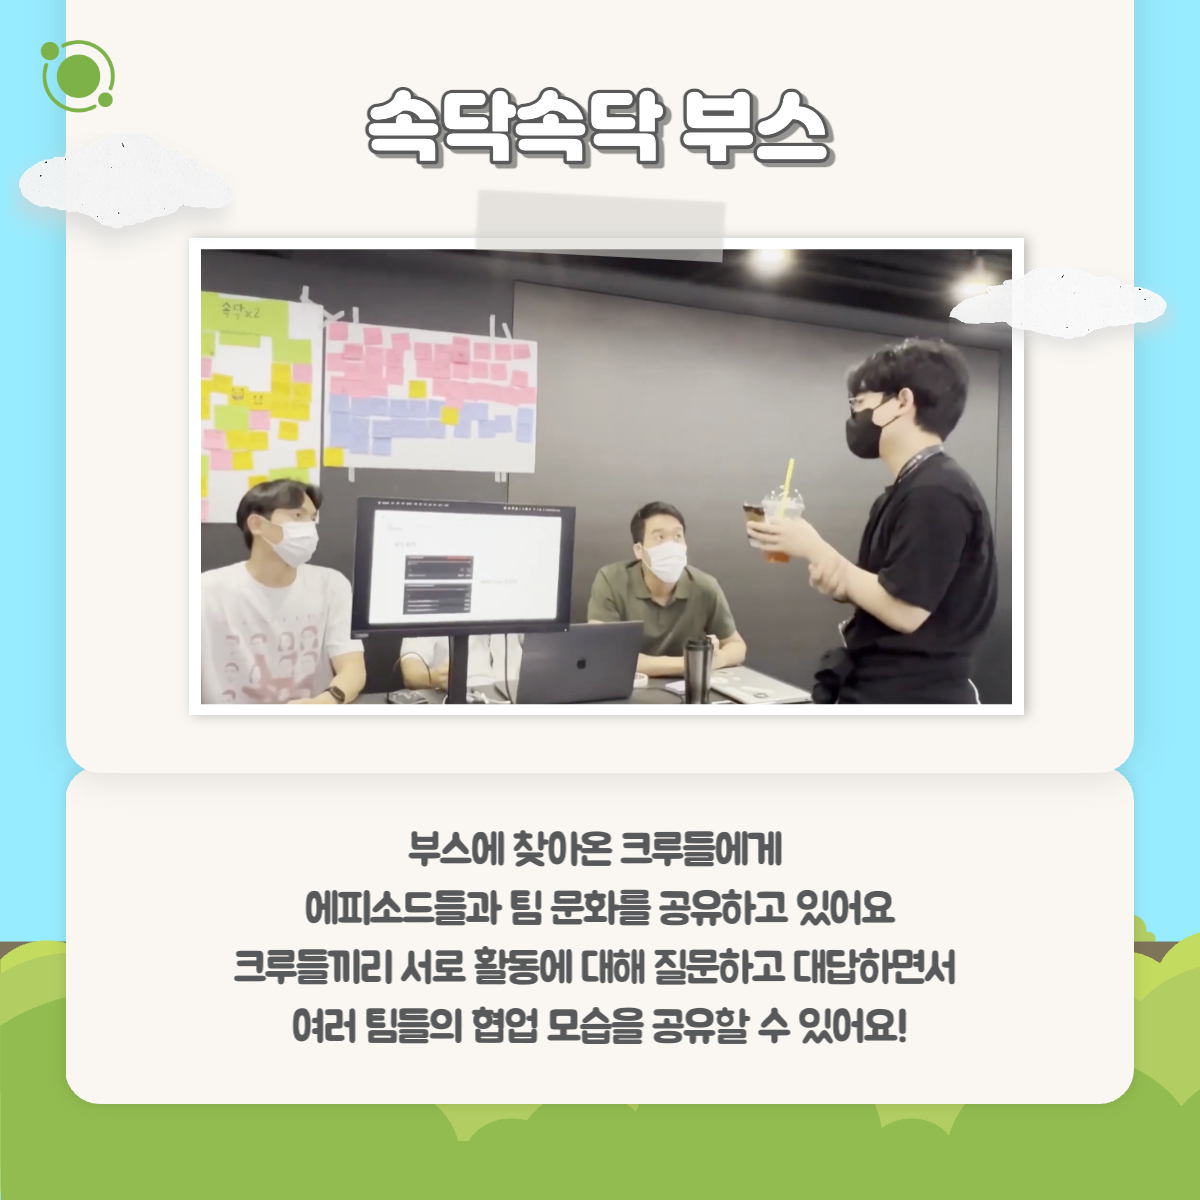 속닥속닥 부스
속닥x2
부스에 찾아온 크루들에게
에피소드들과 팀 문화를 공유하고 있어요
크루들끼리 서로 활동에 대해 질문하고 대답하면서
여러 팀들의 협업 모습을 공유할 수 있어요!